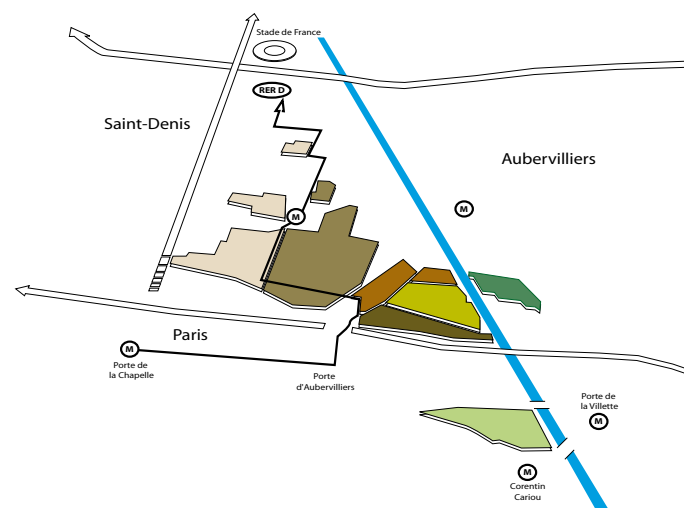 Stade de France
RER D
Saint-Denis
Aubervilliers
M
M
Paris
M
Porte de
la Chapelle
Porte
d'Aubervilliers
Porte de
la Villette
M
M
Corentin
Cariou